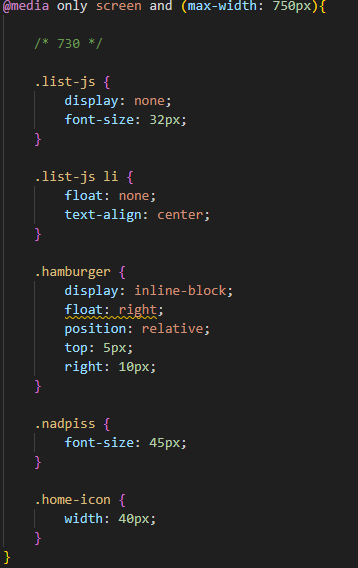 @media only screen and (max-width: 750px){
/* 730 */
.list-js {
display: none;
font-size: 32px;
}
.list-js li {
float: none;
text-align: center;
}
.hamburger {
display: inline-block;
float: right;
position: relative;
top: 5px;
right: 10px;
}
.nadpiss {
font-size: 45px;
}
.home-icon {
width: 40px;
}
}